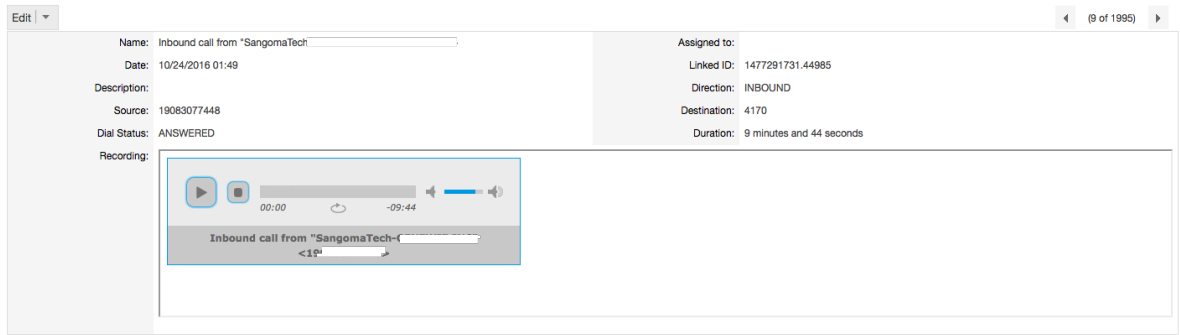 Edit
(9 of 1995)
Name: Inbound call from "SangomaTech
Assigned to:
Date: 10/24/2016 01:49
Linked ID: 1477291731.44985
Description:
Direction: INBOUND
Source: 19083077448
Destination: 4170
Dial Status: ANSWERED
Duration: 9 minutes and 44 seconds
Recording:
00:00 -09:44
Inbound call from "SangomaTech-
<19 >